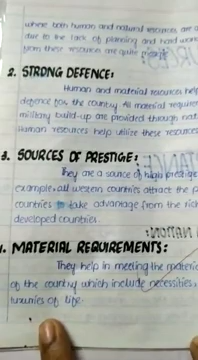 where both human and natural resources are u
due to the lack of planning and hard work
from these resources are quite
2. STRONG DEFENCE:
Human and material resources help
defence for the country. All material requirem
military build-up are provided through nat
Human resources help utilize these resources
3. SOURCES OF PRESTIGE:
They are a source of high prestige
example, all western countries attract the p
countries to take advantage from the rich
developed countries.
4. MATERIAL REQUIREMENTS:
They help in meeting the materia
of the country which include necessities,
luxuries of life.